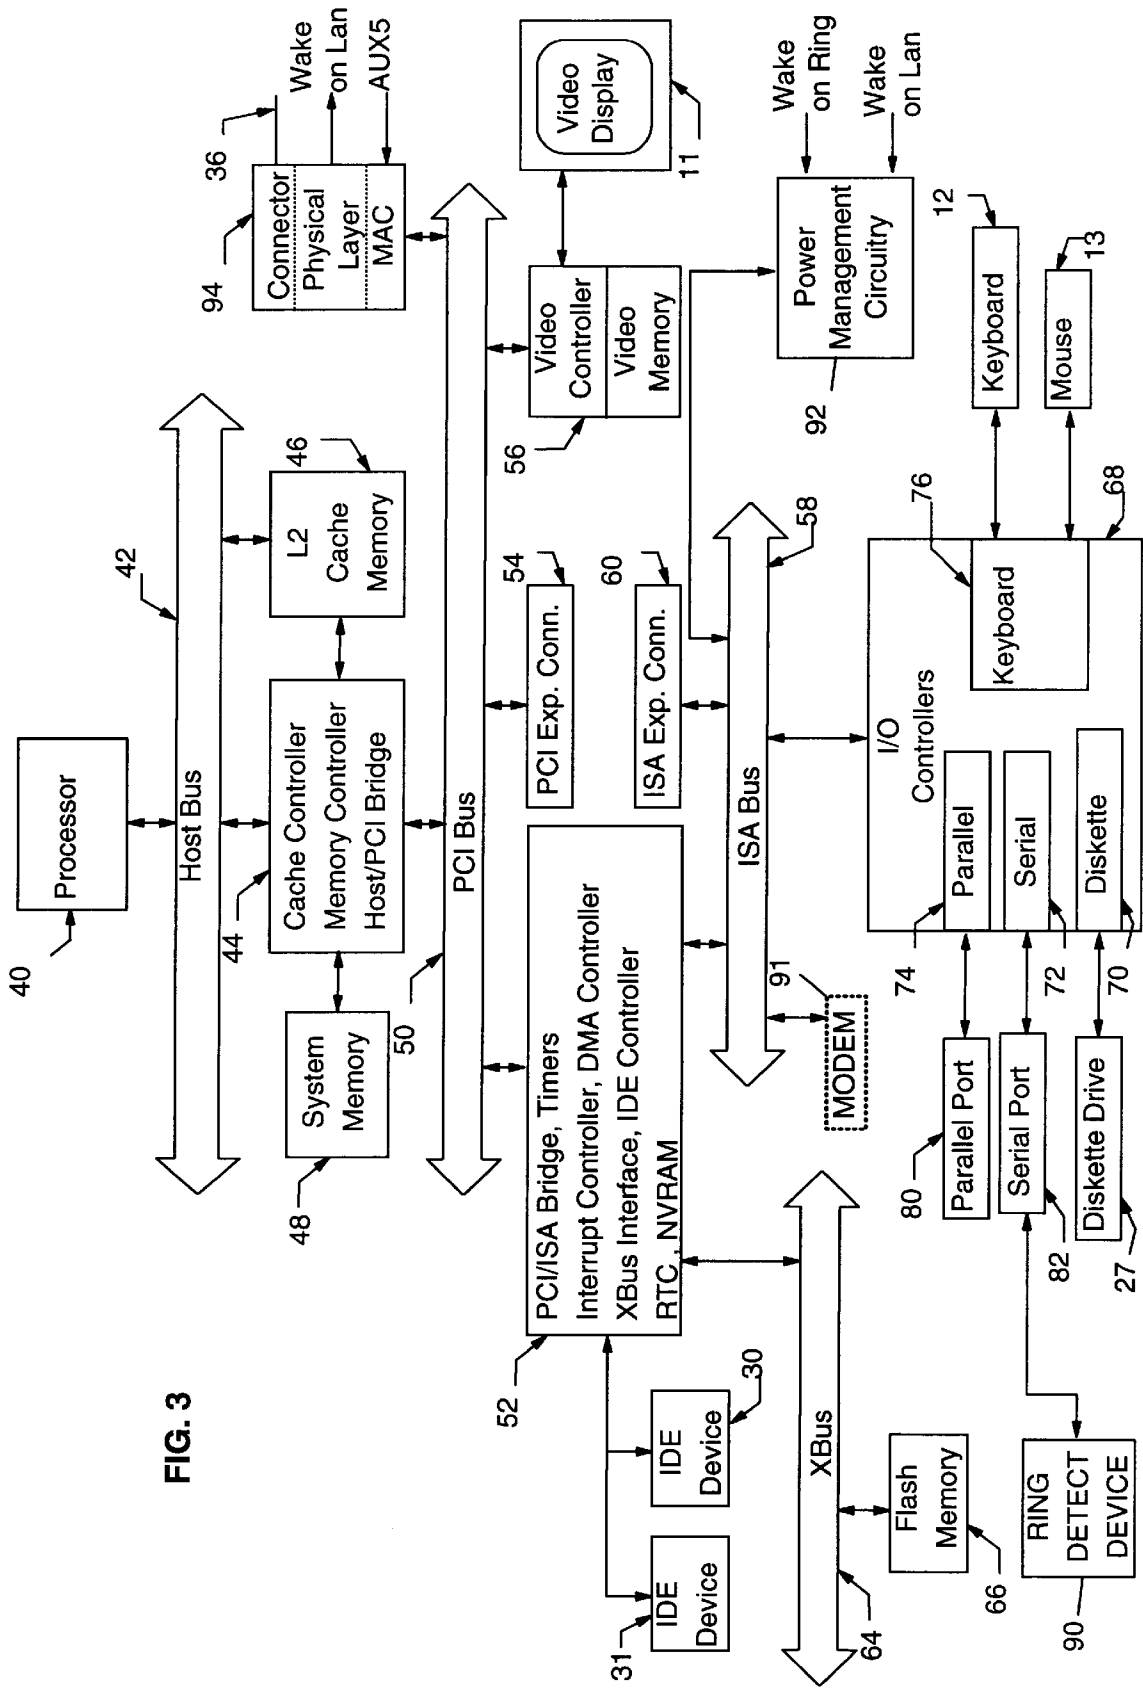 FIG. 3
40
Processor
42
Host Bus
44
Cache Controller
Memory Controller
Host/PCI Bridge
L2
Cache
Memory
46
System
Memory
48
94
36
Connector
Physical
Layer
MAC
Wake
on Lan
AUX5
50
PCI Bus
52
PCI/ISA Bridge, Timers
Interrupt Controller, DMA Controller
XBus Interface, IDE Controller
RTC , NVRAM
PCI Exp. Conn.
54
ISA Exp. Conn.
60
56
Video
Controller
Video
Memory
Video
Display
11
IDE
Device
31
IDE
Device
30
ISA Bus
58
Wake
on Ring
Wake
on Lan
Power
Management
Circuitry
92
MODEM
91
XBus
64
Flash
Memory
66
RING
DETECT
DEVICE
90
I/O
Controllers
68
74
Parallel
Serial
72
Diskette
70
70
Keyboard
76
Keyboard
12
Mouse
13
80
Parallel Port
Serial Port
82
Diskette Drive
27